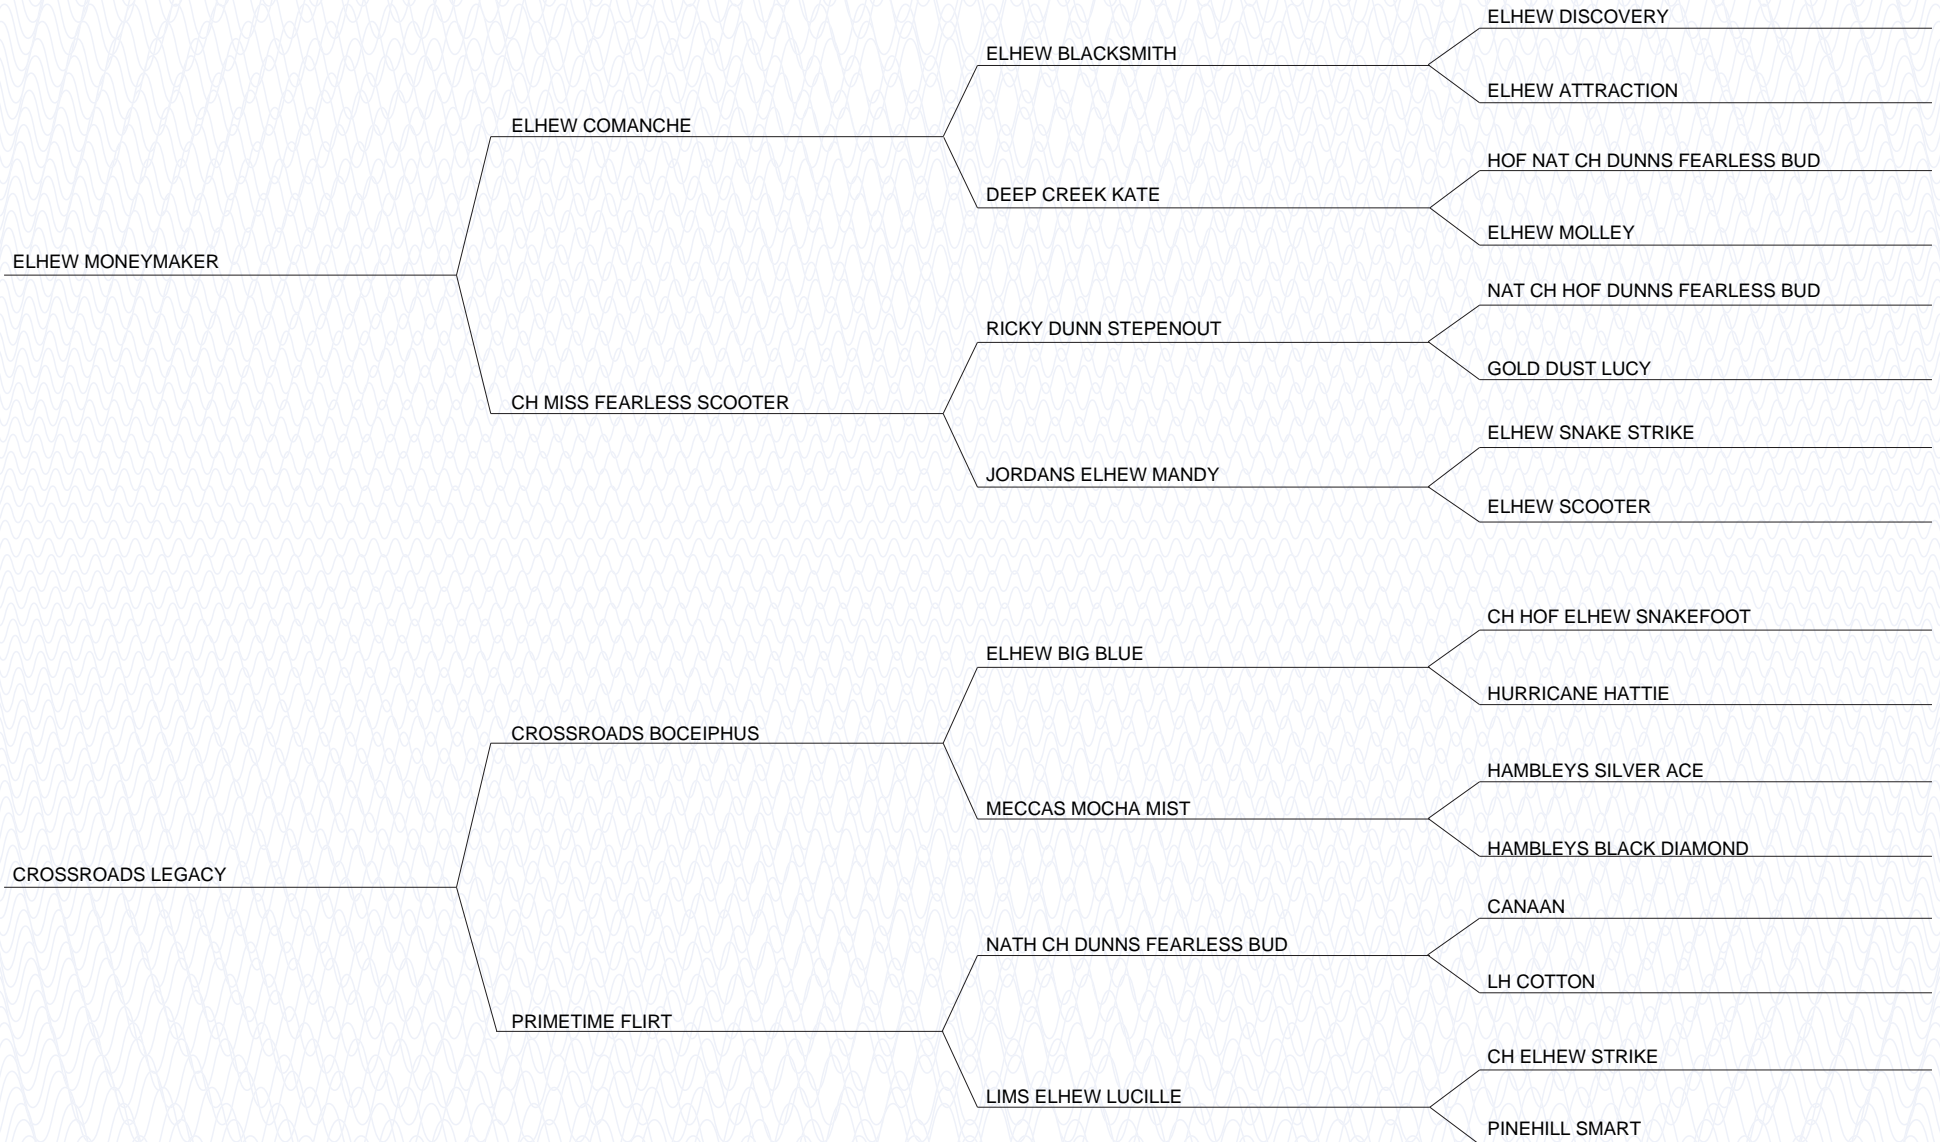 ELHEW DISCOVERY
ELHEW BLACKSMITH
ELHEW ATTRACTION
ELHEW COMANCHE
HOF NAT CH DUNNS FEARLESS BUD
DEEP CREEK KATE
ELHEW MOLLEY
ELHEW MONEYMAKER
NAT CH HOF DUNNS FEARLESS BUD
RICKY DUNN STEPENOUT
GOLD DUST LUCY
CH MISS FEARLESS SCOOTER
ELHEW SNAKE STRIKE
JORDANS ELHEW MANDY
ELHEW SCOOTER
CH HOF ELHEW SNAKEFOOT
ELHEW BIG BLUE
HURRICANE HATTIE
CROSSROADS BOCEIPHUS
HAMBLEYS SILVER ACE
MECCAS MOCHA MIST
HAMBLEYS BLACK DIAMOND
CROSSROADS LEGACY
CANAAN
NATH CH DUNNS FEARLESS BUD
LH COTTON
PRIMETIME FLIRT
CH ELHEW STRIKE
LIMS ELHEW LUCILLE
PINEHILL SMART